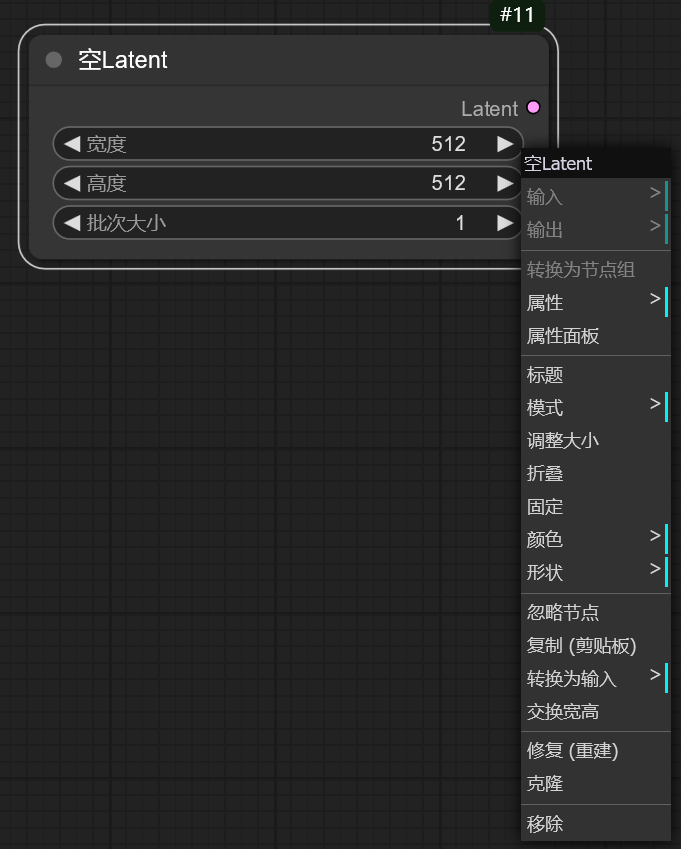 #11
空Latent
Latent
宽度 512
高度 512
批次大小 1
空Latent
输入 >
输出 >
转换为节点组
属性 >
属性面板
标题
模式 >
调整大小
折叠
固定
颜色 >
形状 >
忽略节点
复制 (剪贴板)
转换为输入 >
交换宽高
修复 (重建)
克隆
移除